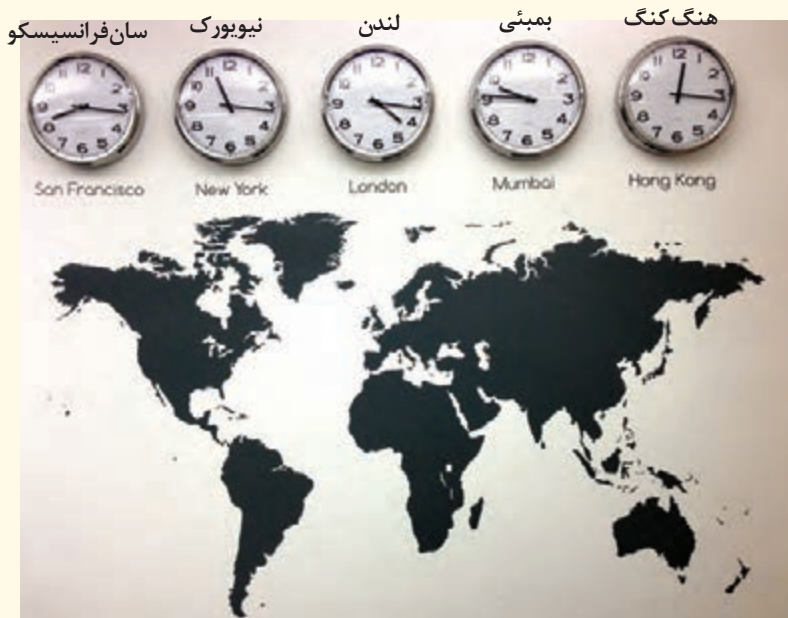 هنگ کنگ
بمبئی
لندن
نیویورک
سان‌فرانسیسکو
San Francisco
New York
London
Mumbai
Hong Kong